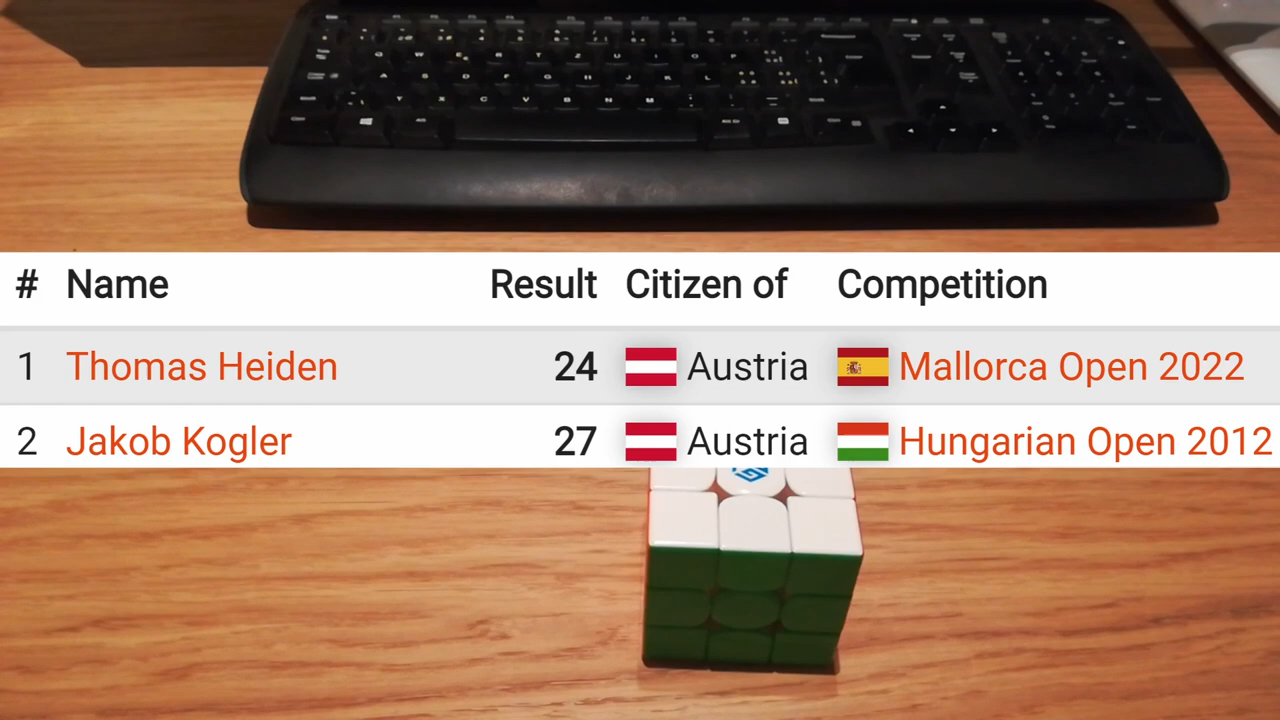 Q W E R T Z U I O P
A S D F G H J K L
Y X C V B N M
# Name Result Citizen of Competition
1 Thomas Heiden 24 Austria Mallorca Open 2022
2 Jakob Kogler 27 Austria Hungarian Open 2012